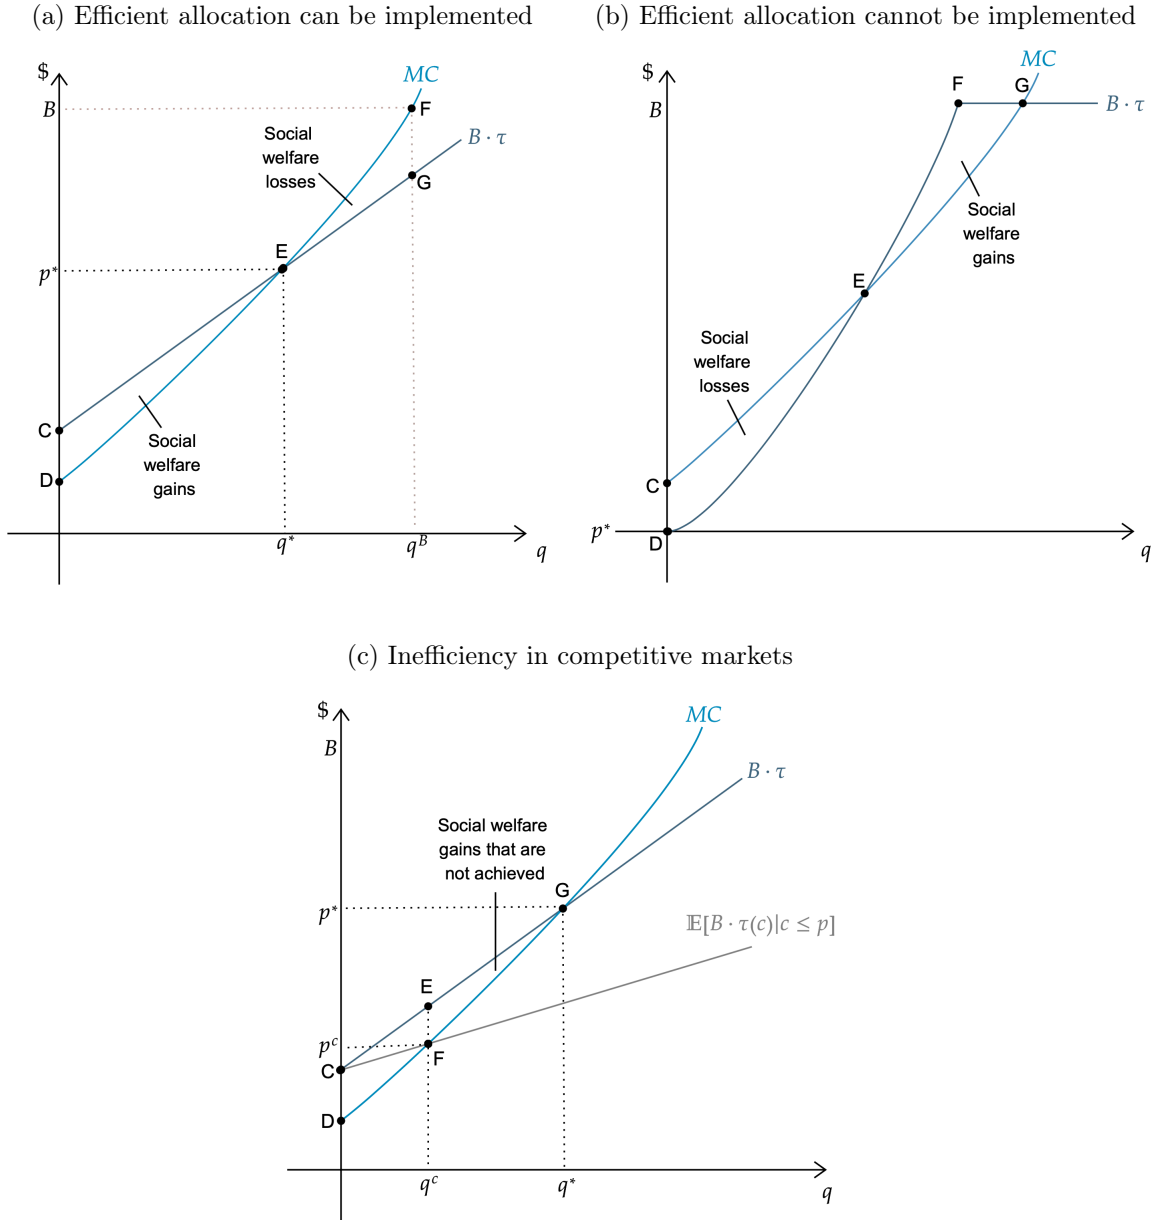 (a) Efficient allocation can be implemented
$
MC
B
F
Social
welfare
losses
B · τ
G
E
p*
C
Social
welfare
gains
D
q*
q^B
q
(b) Efficient allocation cannot be implemented
MC
$
F
G
B
B · τ
Social
welfare
gains
E
Social
welfare
losses
C
p*
D
q
(c) Inefficiency in competitive markets
$
MC
B
B · τ
Social welfare
gains that are
not achieved
G
p*
𝔼[B · τ(c)|c ≤ p]
E
p^c
F
C
D
q^c
q*
q